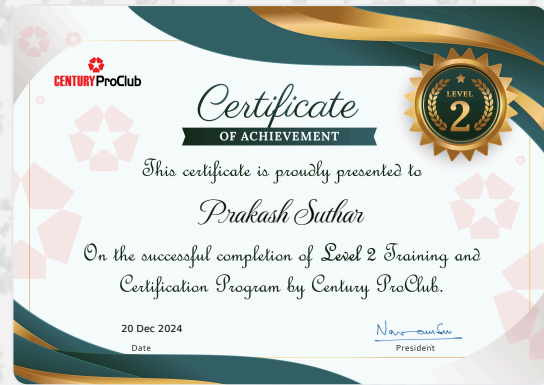 CENTURY ProClub
LEVEL
2
Certificate
OF ACHIEVEMENT
This certificate is proudly presented to
Prakash Suthar
On the successful completion of Level 2 Training and
Certification Program by Century ProClub.
20 Dec 2024
Date
President